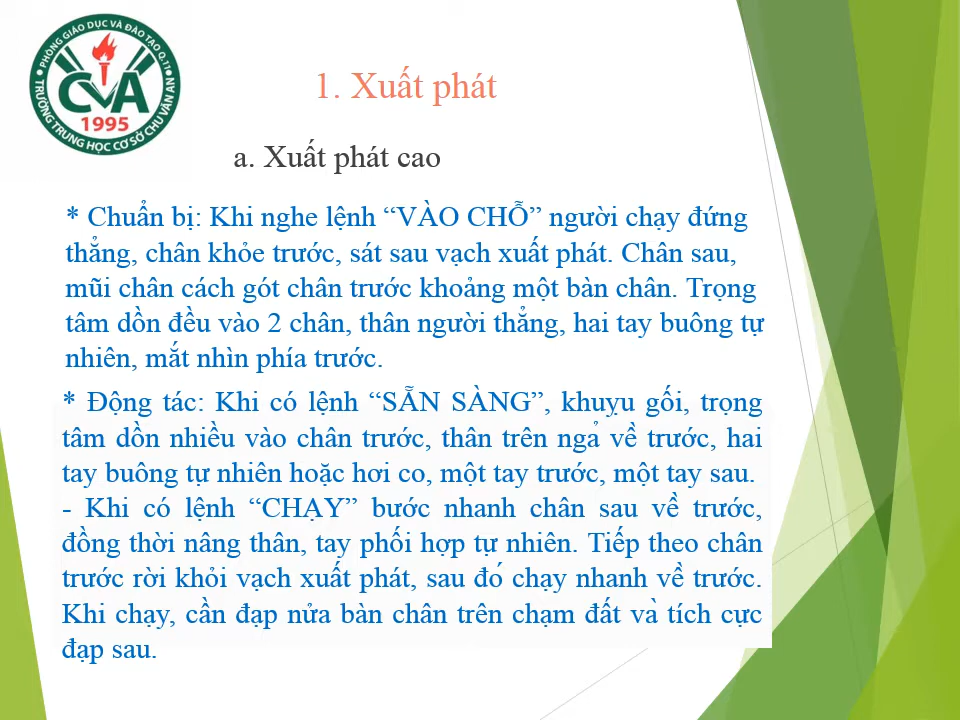 PHÒNG GIÁO DỤC VÀ ĐÀO TẠO Q.11
CVA
1995
TRƯỜNG TRUNG HỌC CƠ SỞ CHU VĂN AN
1. Xuất phát
a. Xuất phát cao
* Chuẩn bị: Khi nghe lệnh “VÀO CHỖ” người chạy đứng
thẳng, chân khỏe trước, sát sau vạch xuất phát. Chân sau,
mũi chân cách gót chân trước khoảng một bàn chân. Trọng
tâm dồn đều vào 2 chân, thân người thẳng, hai tay buông tự
nhiên, mắt nhìn phía trước.
* Động tác: Khi có lệnh “SẴN SÀNG”, khuỵu gối, trọng
tâm dồn nhiều vào chân trước, thân trên ngả về trước, hai
tay buông tự nhiên hoặc hơi co, một tay trước, một tay sau.
- Khi có lệnh “CHẠY” bước nhanh chân sau về trước,
đồng thời nâng thân, tay phối hợp tự nhiên. Tiếp theo chân
trước rời khỏi vạch xuất phát, sau đó chạy nhanh về trước.
Khi chạy, cần đạp nửa bàn chân trên chạm đất và tích cực
đạp sau.